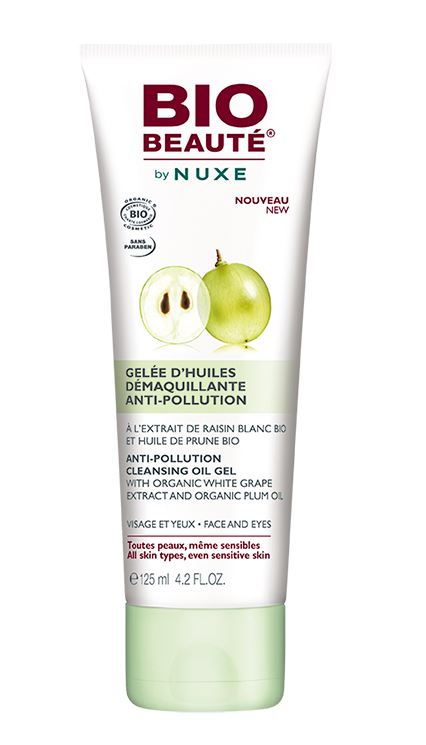 BIO
BEAUTÉ®
by NUXE
NOUVEAU
NEW
ORGANIC
COSMETIQUE
BIO
COSMETIC
SANS
PARABEN
GELÉE D'HUILES
DÉMAQUILLANTE
ANTI-POLLUTION
À L'EXTRAIT DE RAISIN BLANC BIO
ET HUILE DE PRUNE BIO
ANTI-POLLUTION
CLEANSING OIL GEL
WITH ORGANIC WHITE GRAPE
EXTRACT AND ORGANIC PLUM OIL
VISAGE ET YEUX • FACE AND EYES
Toutes peaux, même sensibles
All skin types, even sensitive skin
℮125 ml 4.2 FL.OZ.